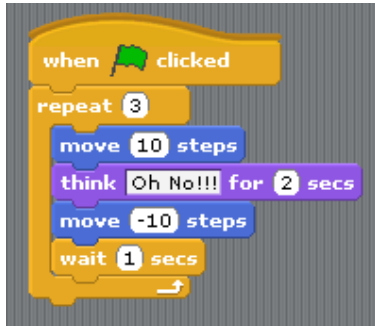 when clicked
repeat 3
move 10 steps
think Oh No!!! for 2 secs
move -10 steps
wait 1 secs